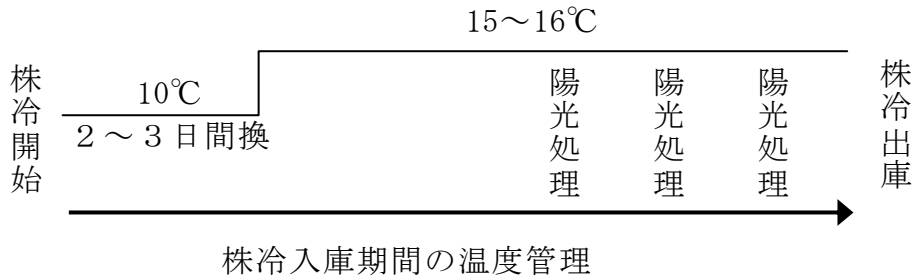 15～16℃
株冷開始
10℃
２～３日間換
陽光処理
陽光処理
陽光処理
株冷出庫
株冷入庫期間の温度管理